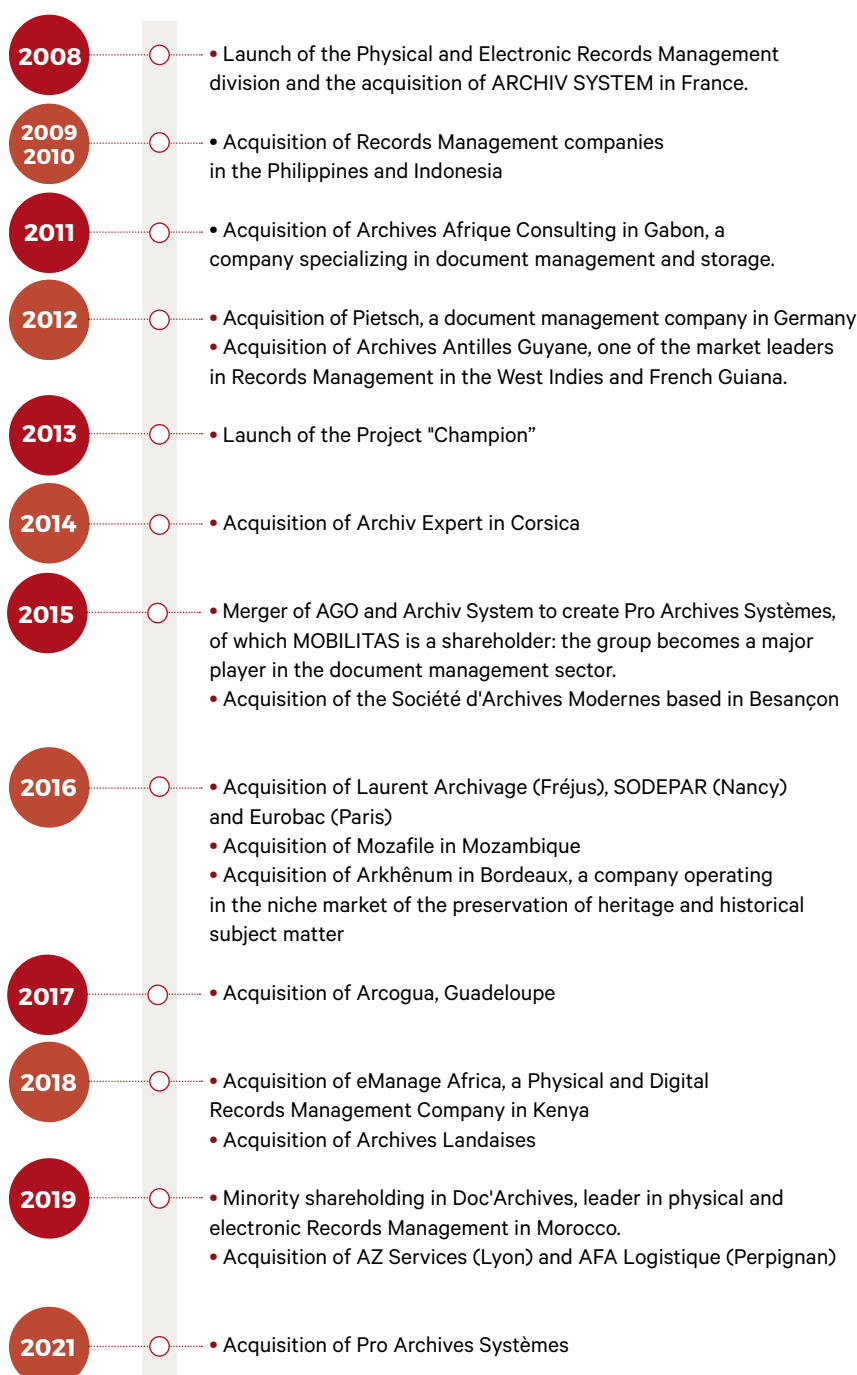 2008
• Launch of the Physical and Electronic Records Management
division and the acquisition of ARCHIV SYSTEM in France.
2009
2010
• Acquisition of Records Management companies
in the Philippines and Indonesia
2011
• Acquisition of Archives Afrique Consulting in Gabon, a
company specializing in document management and storage.
2012
• Acquisition of Pietsch, a document management company in Germany
• Acquisition of Archives Antilles Guyane, one of the market leaders
in Records Management in the West Indies and French Guiana.
2013
• Launch of the Project "Champion”
2014
• Acquisition of Archiv Expert in Corsica
2015
• Merger of AGO and Archiv System to create Pro Archives Systèmes,
of which MOBILITAS is a shareholder: the group becomes a major
player in the document management sector.
• Acquisition of the Société d'Archives Modernes based in Besançon
2016
• Acquisition of Laurent Archivage (Fréjus), SODEPAR (Nancy)
and Eurobac (Paris)
• Acquisition of Mozafile in Mozambique
• Acquisition of Arkhênum in Bordeaux, a company operating
in the niche market of the preservation of heritage and historical
subject matter
2017
• Acquisition of Arcogua, Guadeloupe
2018
• Acquisition of eManage Africa, a Physical and Digital
Records Management Company in Kenya
• Acquisition of Archives Landaises
2019
• Minority shareholding in Doc'Archives, leader in physical and
electronic Records Management in Morocco.
• Acquisition of AZ Services (Lyon) and AFA Logistique (Perpignan)
2021
• Acquisition of Pro Archives Systèmes